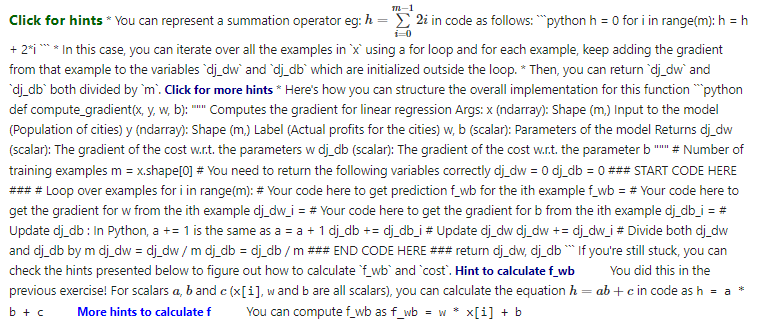 Click for hints * You can represent a summation operator eg: h = \sum_{i=0}^{m-1} 2i in code as follows: ```python h = 0 for i in range(m): h = h
+ 2*i ``` * In this case, you can iterate over all the examples in `x` using a for loop and for each example, keep adding the gradient
from that example to the variables `dj_dw` and `dj_db` which are initialized outside the loop. * Then, you can return `dj_dw` and
`dj_db` both divided by `m`. Click for more hints * Here's how you can structure the overall implementation for this function ```python
def compute_gradient(x, y, w, b): """ Computes the gradient for linear regression Args: x (ndarray): Shape (m,) Input to the model
(Population of cities) y (ndarray): Shape (m,) Label (Actual profits for the cities) w, b (scalar): Parameters of the model Returns dj_dw
(scalar): The gradient of the cost w.r.t. the parameters w dj_db (scalar): The gradient of the cost w.r.t. the parameter b """ # Number of
training examples m = x.shape[0] # You need to return the following variables correctly dj_dw = 0 dj_db = 0 ### START CODE HERE
### # Loop over examples for i in range(m): # Your code here to get prediction f_wb for the ith example f_wb = # Your code here to
get the gradient for w from the ith example dj_dw_i = # Your code here to get the gradient for b from the ith example dj_db_i = #
Update dj_db : In Python, a += 1 is the same as a = a + 1 dj_db += dj_db_i # Update dj_dw dj_dw += dj_dw_i # Divide both dj_dw
and dj_db by m dj_dw = dj_dw / m dj_db = dj_db / m ### END CODE HERE ### return dj_dw, dj_db ``` If you're still stuck, you can
check the hints presented below to figure out how to calculate `f_wb` and `cost`. Hint to calculate f_wb You did this in the
previous exercise! For scalars a, b and c (x[i], w and b are all scalars), you can calculate the equation h = ab + c in code as h = a *
b + c More hints to calculate f You can compute f_wb as f_wb = w * x[i] + b